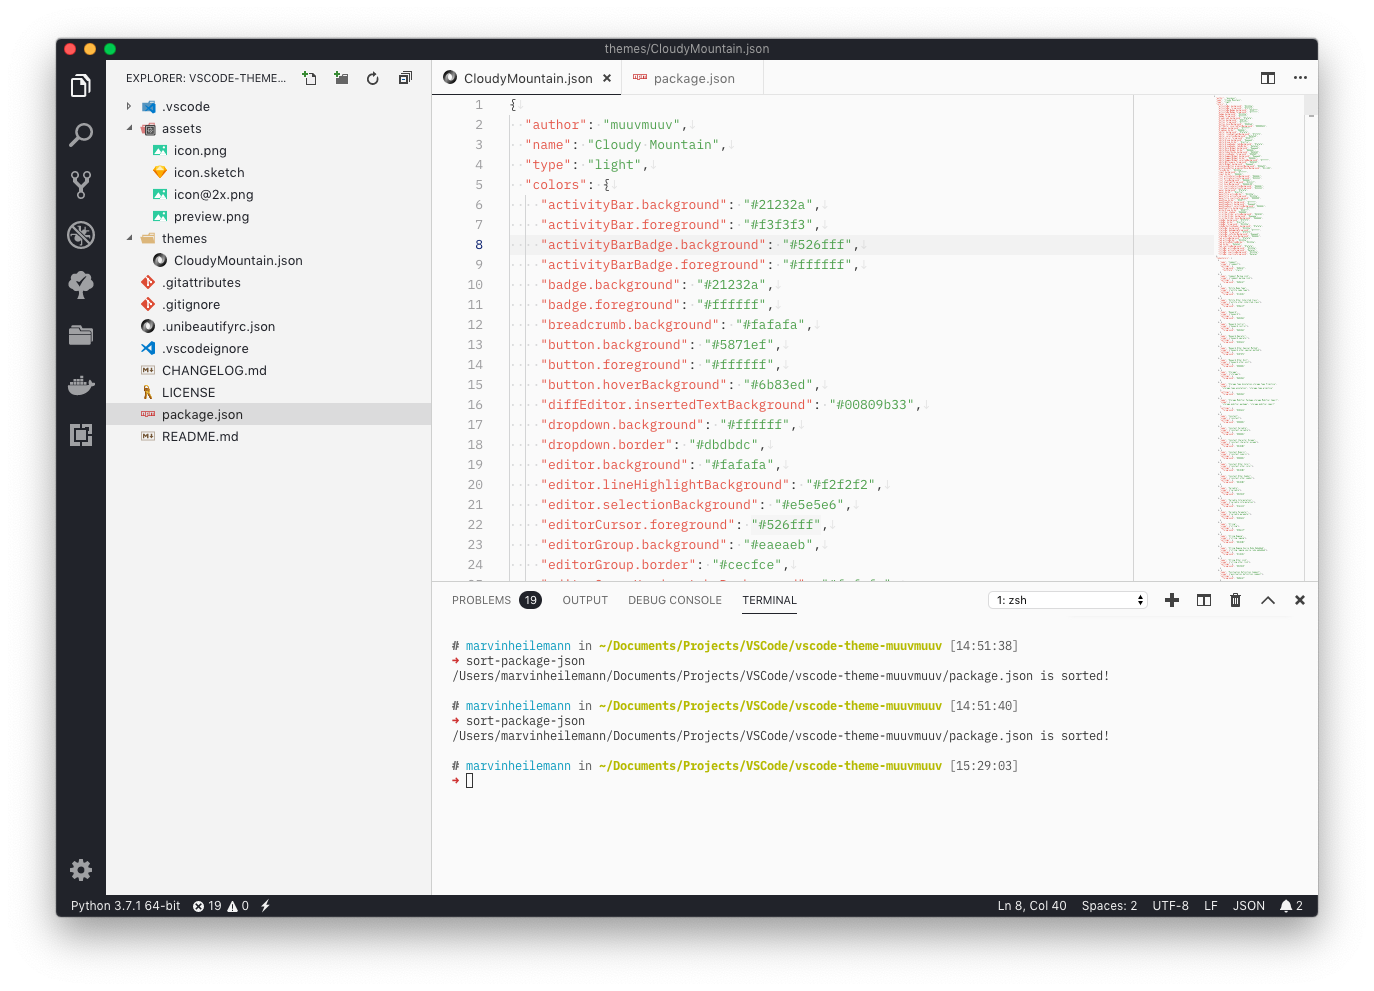 themes/CloudyMountain.json
EXPLORER: VSCODE-THEME...
.vscode
assets
icon.png
icon.sketch
icon@2x.png
preview.png
themes
CloudyMountain.json
.gitattributes
.gitignore
.unibeautifyrc.json
.vscodeignore
CHANGELOG.md
LICENSE
package.json
README.md
CloudyMountain.json package.json
1 {
2 "author": "muuvmuuv",
3 "name": "Cloudy Mountain",
4 "type": "light",
5 "colors": {
6 "activityBar.background": "#21232a",
7 "activityBar.foreground": "#f3f3f3",
8 "activityBarBadge.background": "#526fff",
9 "activityBarBadge.foreground": "#ffffff",
10 "badge.background": "#21232a",
11 "badge.foreground": "#ffffff",
12 "breadcrumb.background": "#fafafa",
13 "button.background": "#5871ef",
14 "button.foreground": "#ffffff",
15 "button.hoverBackground": "#6b83ed",
16 "diffEditor.insertedTextBackground": "#00809b33",
17 "dropdown.background": "#ffffff",
18 "dropdown.border": "#dbdbdc",
19 "editor.background": "#fafafa",
20 "editor.lineHighlightBackground": "#f2f2f2",
21 "editor.selectionBackground": "#e5e5e6",
22 "editorCursor.foreground": "#526fff",
23 "editorGroup.background": "#eaeaeb",
24 "editorGroup.border": "#cecfce",
PROBLEMS 19 OUTPUT DEBUG CONSOLE TERMINAL 1: zsh
# marvinheilemann in ~/Documents/Projects/VSCode/vscode-theme-muuvmuuv [14:51:38]
➜ sort-package-json
/Users/marvinheilemann/Documents/Projects/VSCode/vscode-theme-muuvmuuv/package.json is sorted!
# marvinheilemann in ~/Documents/Projects/VSCode/vscode-theme-muuvmuuv [14:51:40]
➜ sort-package-json
/Users/marvinheilemann/Documents/Projects/VSCode/vscode-theme-muuvmuuv/package.json is sorted!
# marvinheilemann in ~/Documents/Projects/VSCode/vscode-theme-muuvmuuv [15:29:03]
➜
Python 3.7.1 64-bit 19 0 Ln 8, Col 40 Spaces: 2 UTF-8 LF JSON 2